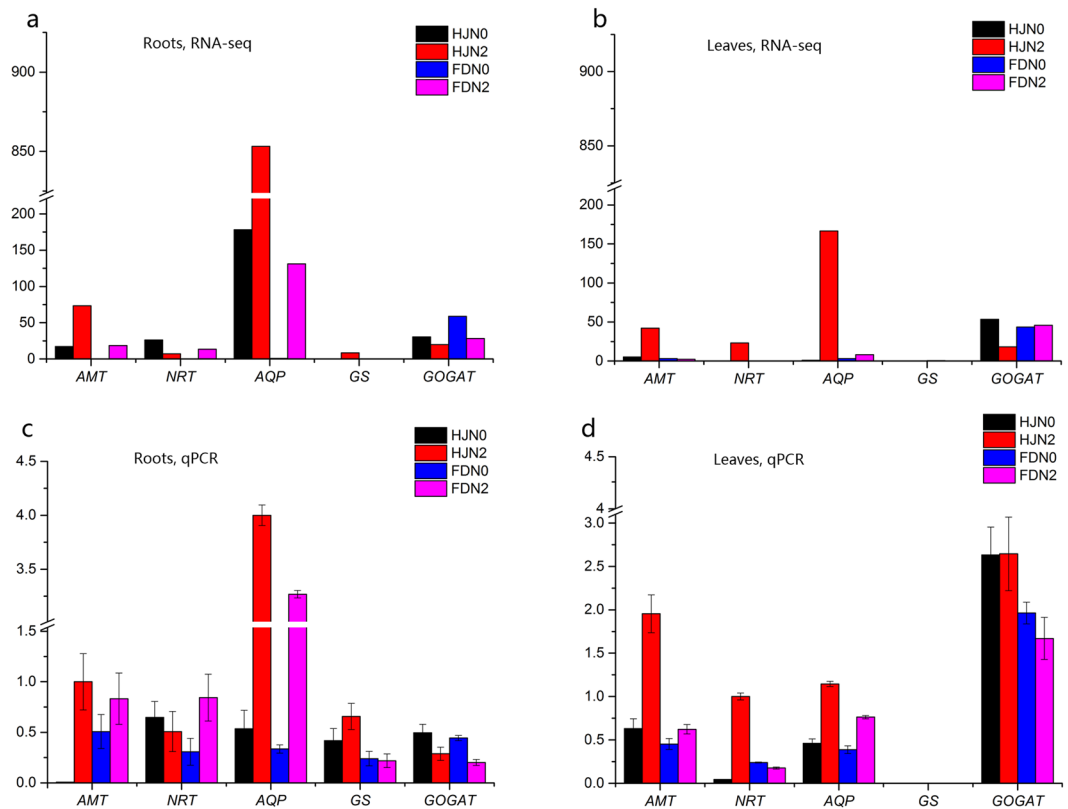 a
Roots, RNA-seq
HJN0
HJN2
FDN0
FDN2
900
850
200
150
100
50
0
AMT NRT AQP GS GOGAT
b
Leaves, RNA-seq
HJN0
HJN2
FDN0
FDN2
900
850
200
150
100
50
0
AMT NRT AQP GS GOGAT
c
Roots, qPCR
HJN0
HJN2
FDN0
FDN2
4.5
4.0
3.5
1.5
1.0
0.5
0.0
AMT NRT AQP GS GOGAT
d
Leaves, qPCR
HJN0
HJN2
FDN0
FDN2
4.5
4
3.0
2.5
2.0
1.5
1.0
0.5
0.0
AMT NRT AQP GS GOGAT